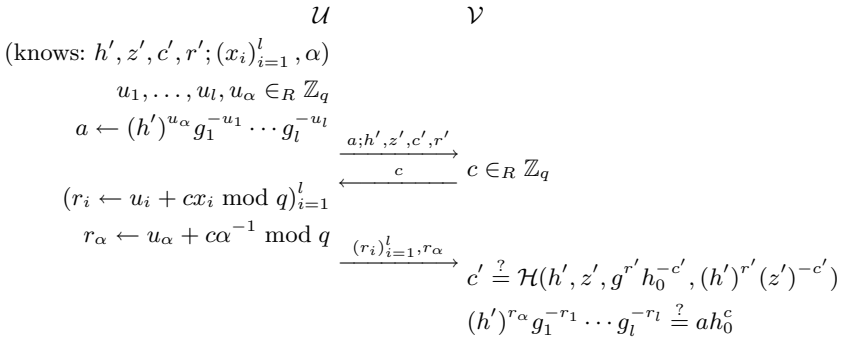 𝒰 𝒱
(knows: h′, z′, c′, r′; (x_i)_{i=1}^{l}, α)
u_1, …, u_l, u_α ∈_R ℤ_q
a ← (h′)^{u_α} g_1^{-u_1} ⋯ g_l^{-u_l}
a;h′,z′,c′,r′
c
c ∈_R ℤ_q
(r_i ← u_i + cx_i mod q)_{i=1}^{l}
r_α ← u_α + cα^{-1} mod q
(r_i)_{i=1}^{l},r_α
c′ ≟ ℋ(h′, z′, g^{r′} h_0^{-c′}, (h′)^{r′} (z′)^{-c′})
(h′)^{r_α} g_1^{-r_1} ⋯ g_l^{-r_l} ≟ ah_0^c